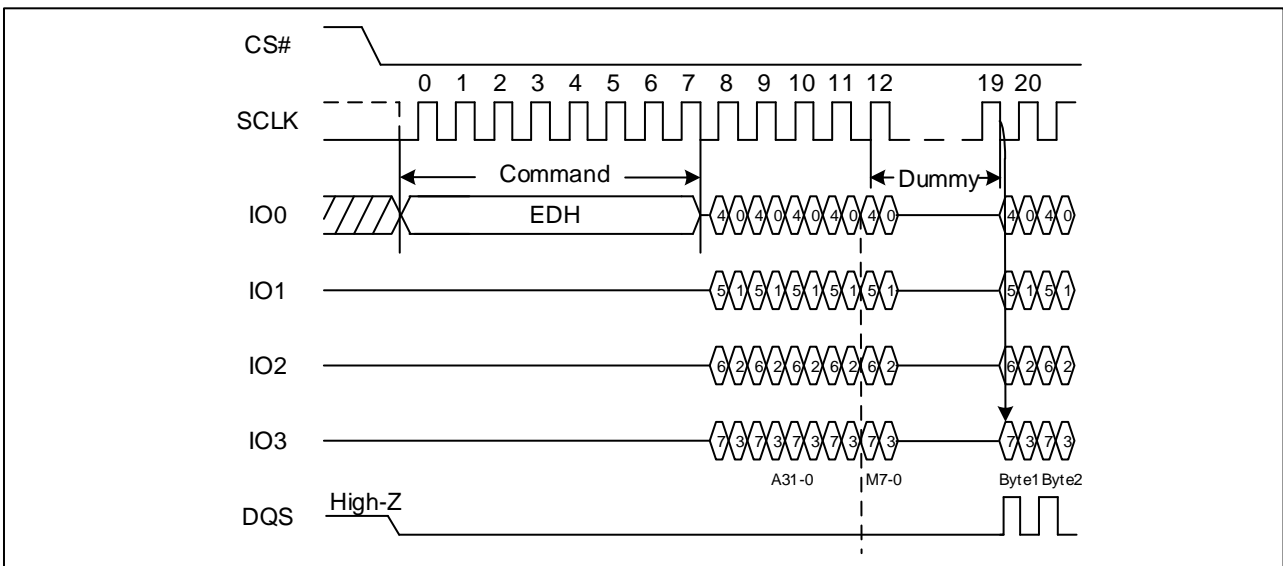 CS#
0 1 2 3 4 5 6 7 8 9 10 11 12 19 20
SCLK
Command Dummy
IO0 EDH 4 0 4 0 4 0 4 0 4 0 4 0 4 0
IO1 5 1 5 1 5 1 5 1 5 1 5 1 5 1
IO2 6 2 6 2 6 2 6 2 6 2 6 2 6 2
IO3 7 3 7 3 7 3 7 3 7 3 7 3 7 3
A31-0 M7-0 Byte1 Byte2
High-Z
DQS